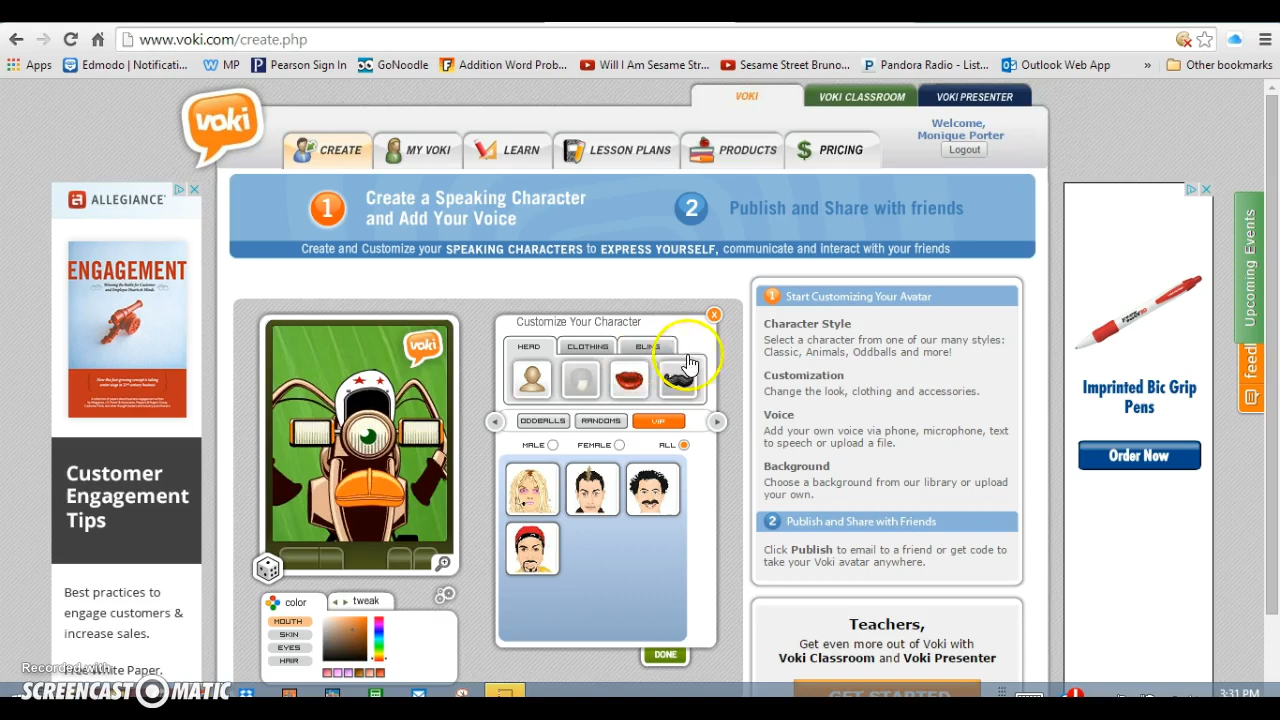 www.voki.com/create.php
Apps
Edmodo | Notificati...
MP
Pearson Sign In
GoNoodle
Addition Word Prob...
Will I Am Sesame Str...
Sesame Street Bruno...
Pandora Radio - List...
Outlook Web App
»
Other bookmarks
VOKI
VOKI CLASSROOM
VOKI PRESENTER
voki
CREATE
MY VOKI
LEARN
LESSON PLANS
PRODUCTS
$ PRICING
Welcome,
Monique Porter
Logout
1
Create a Speaking Character
and Add Your Voice
2
Publish and Share with friends
Create and Customize your SPEAKING CHARACTERS to EXPRESS YOURSELF, communicate and interact with your friends
ALLEGIANCE
ENGAGEMENT
Customer
Engagement
Tips
Best practices to
engage customers &
increase sales.
Free White Paper.
voki
color
tweak
MOUTH
SKIN
EYES
HAIR
Customize Your Character
X
HEAD
CLOTHING
BLING
ODDBALLS
RANDOMS
VIP
MALE
FEMALE
ALL
DONE
1 Start Customizing Your Avatar
Character Style
Select a character from one of our many styles:
Classic, Animals, Oddballs and more!
Customization
Change the look, clothing and accessories.
Voice
Add your own voice via phone, microphone, text
to speech or upload a file.
Background
Choose a background from our library or upload
your own.
2 Publish and Share with Friends
Click Publish to email to a friend or get code to
take your Voki avatar anywhere.
Teachers,
Get even more out of Voki with
Voki Classroom and Voki Presenter
GET STARTED
Imprinted Bic Grip
Pens
Order Now
Upcoming Events
feedl
Recorded with
SCREENCAST-O-MATIC
3:31 PM